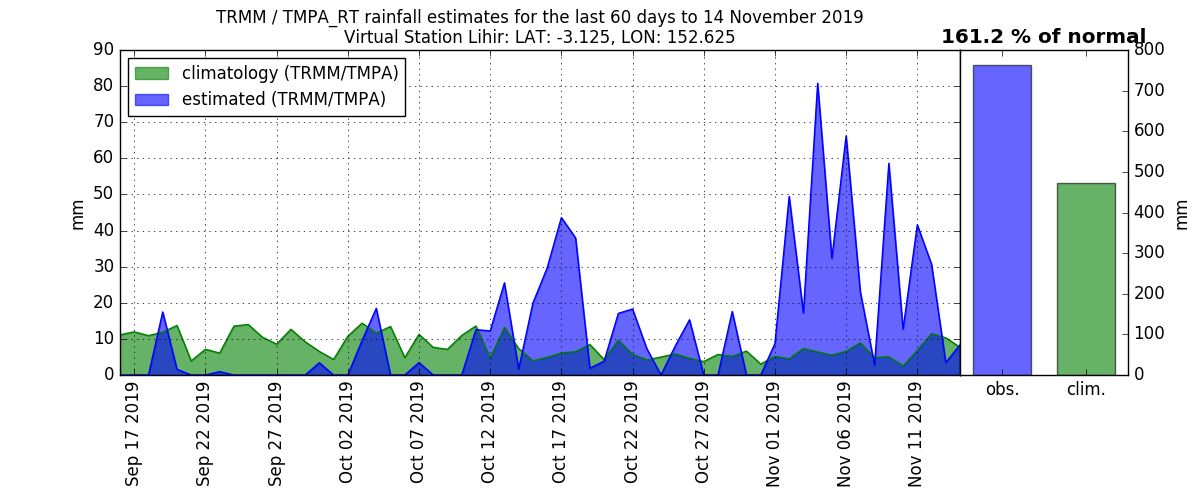 TRMM / TMPA_RT rainfall estimates for the last 60 days to 14 November 2019
Virtual Station Lihir: LAT: -3.125, LON: 152.625
161.2 % of normal
climatology (TRMM/TMPA)
estimated (TRMM/TMPA)
90
80
70
60
50
40
30
20
10
0
mm
Sep 17 2019
Sep 22 2019
Sep 27 2019
Oct 02 2019
Oct 07 2019
Oct 12 2019
Oct 17 2019
Oct 22 2019
Oct 27 2019
Nov 01 2019
Nov 06 2019
Nov 11 2019
obs.
clim.
800
700
600
500
400
300
200
100
0
mm